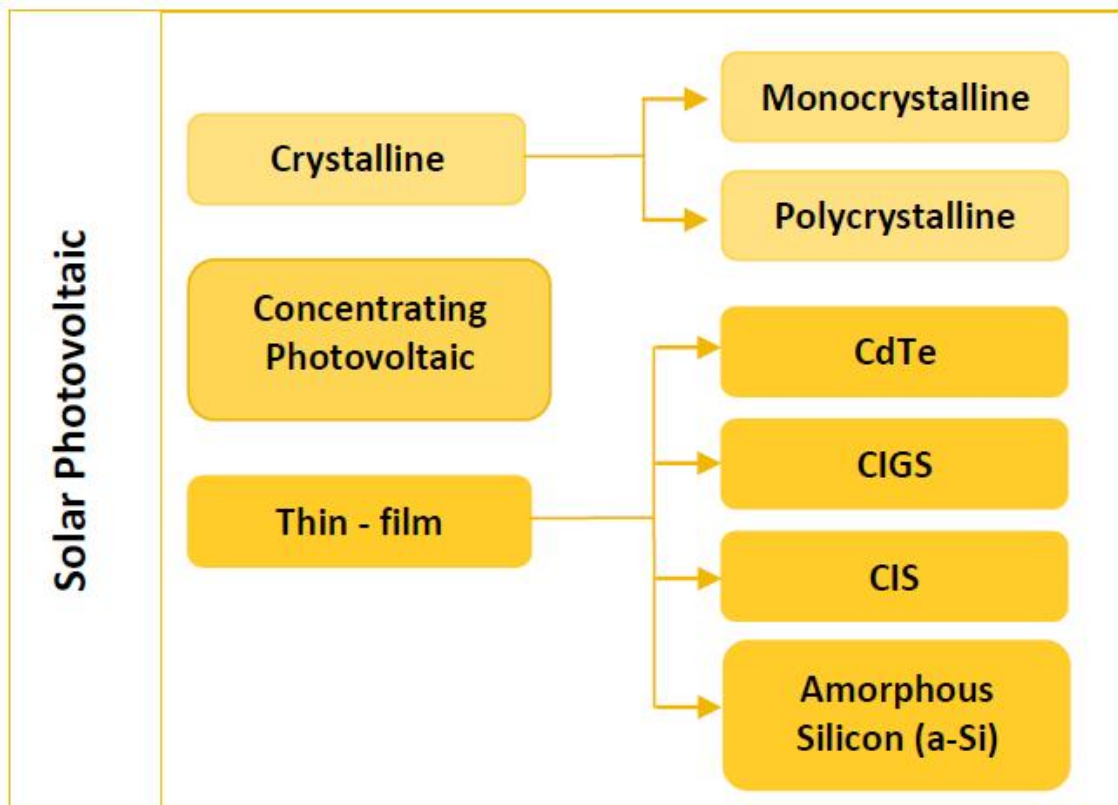 Solar Photovoltaic
Crystalline
Monocrystalline
Polycrystalline
Concentrating
Photovoltaic
Thin - film
CdTe
CIGS
CIS
Amorphous
Silicon (a-Si)